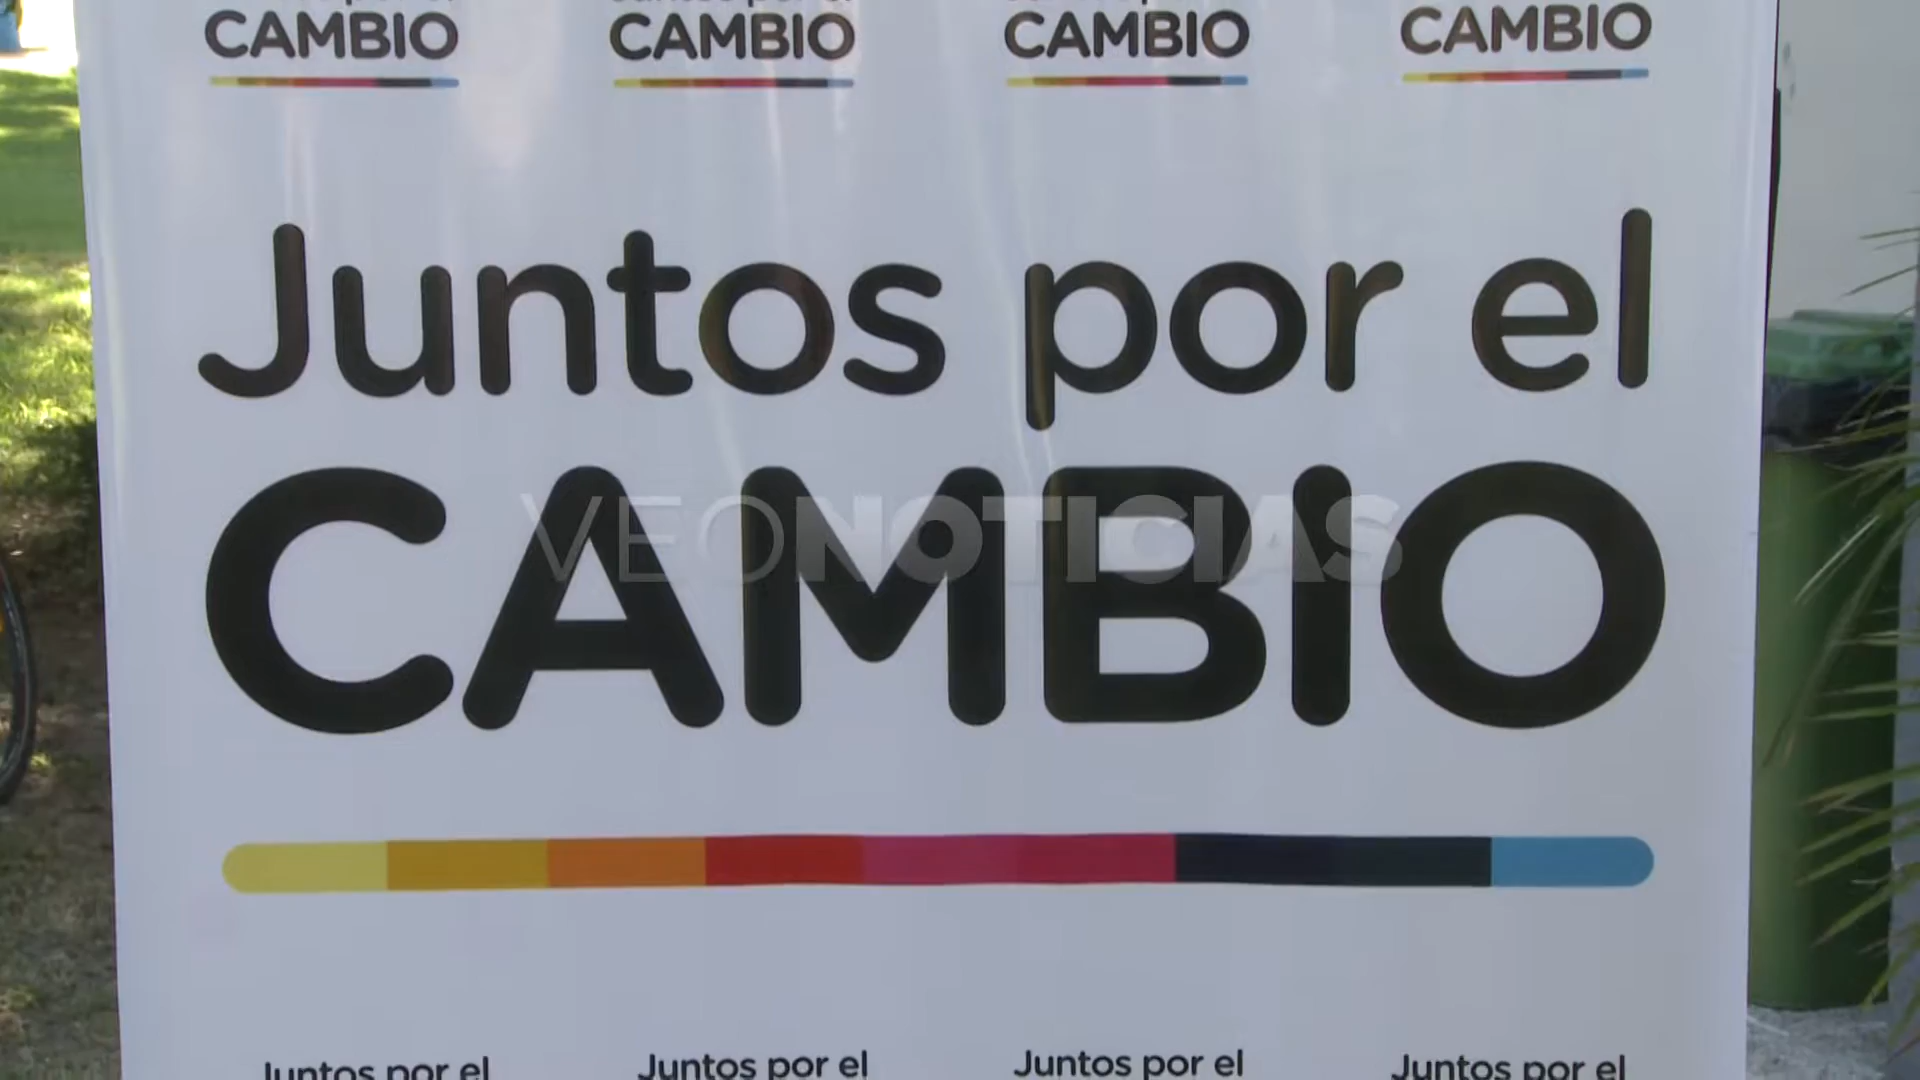 CAMBIO CAMBIO CAMBIO CAMBIO
Juntos por el
CAMBIO
VEONOTICIAS
Juntos por el Juntos por el Juntos por el Juntos por el